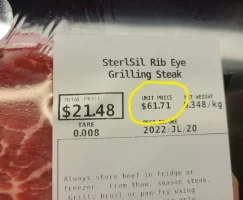 SterlSil Rib Eye
Grilling Steak
TOTAL PRICE UNIT PRICE NET WEIGHT
$21.48 $61.71 0.348/kg
TARE
0.008 2022/JL/20
Always store beef in fridge or
freezer. From thaw, season steak.
Grill, broil or pan-fry using